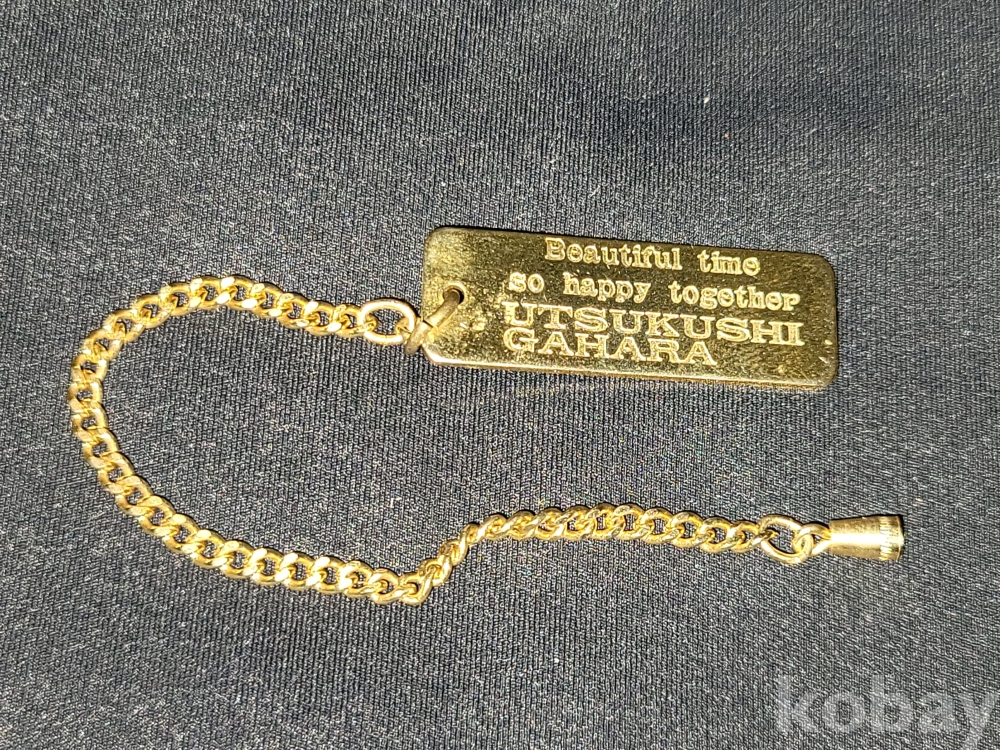 Beautiful time
so happy together
UTSUKUSHI
GAHARA
kobay